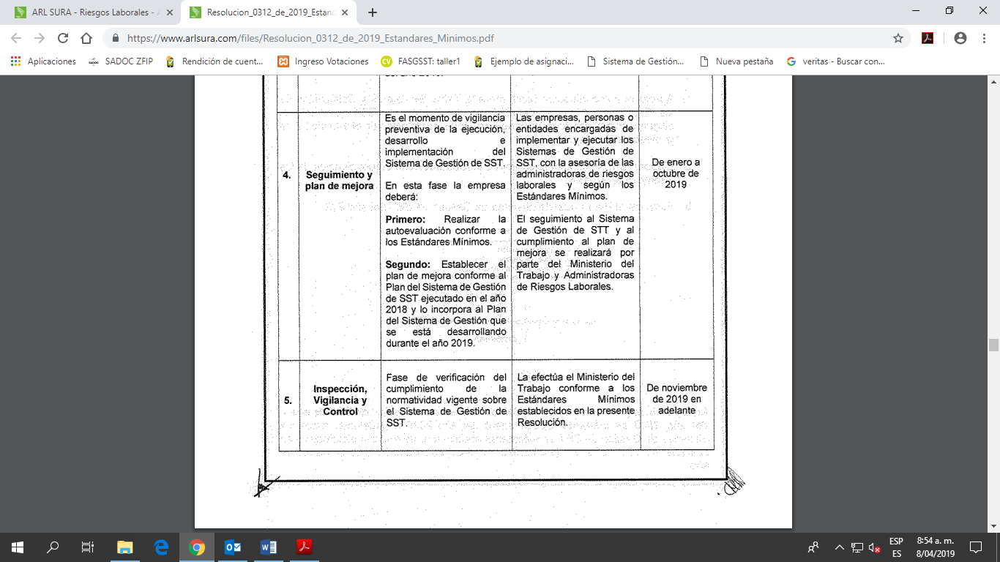 ARL SURA - Riesgos Laborales - A
Resolucion_0312_de_2019_Estand
https://www.arlsura.com/files/Resolucion_0312_de_2019_Estandares_Minimos.pdf
Aplicaciones
SADOC ZFIP
Rendición de cuent...
Ingreso Votaciones
FASGSST: taller1
Ejemplo de asignaci...
Sistema de Gestión...
Nueva pestaña
veritas - Buscar con...
4.
Seguimiento y
plan de mejora
Es el momento de vigilancia
preventiva de la ejecución,
desarrollo e
implementación del
Sistema de Gestión de SST.
En esta fase la empresa
deberá:
Primero: Realizar la
autoevaluación conforme a
los Estándares Mínimos.
Segundo: Establecer el
plan de mejora conforme al
Plan del Sistema de Gestión
de SST ejecutado en el año
2018 y lo incorpora al Plan
del Sistema de Gestión que
se está desarrollando
durante el año 2019.
Las empresas, personas o
entidades encargadas de
implementar y ejecutar los
Sistemas de Gestión de
SST, con la asesoría de las
administradoras de riesgos
laborales y según los
Estándares Mínimos.
El seguimiento al Sistema
de Gestión de STT y al
cumplimiento al plan de
mejora se realizará por
parte del Ministerio del
Trabajo y Administradoras
de Riesgos Laborales.
De enero a
octubre de
2019
5.
Inspección,
Vigilancia y
Control
Fase de verificación del
cumplimiento de la
normatividad vigente sobre
el Sistema de Gestión de
SST.
La efectúa el Ministerio del
Trabajo conforme a los
Estándares Mínimos
establecidos en la presente
Resolución.
De noviembre
de 2019 en
adelante
ESP
ES
8:54 a. m.
8/04/2019